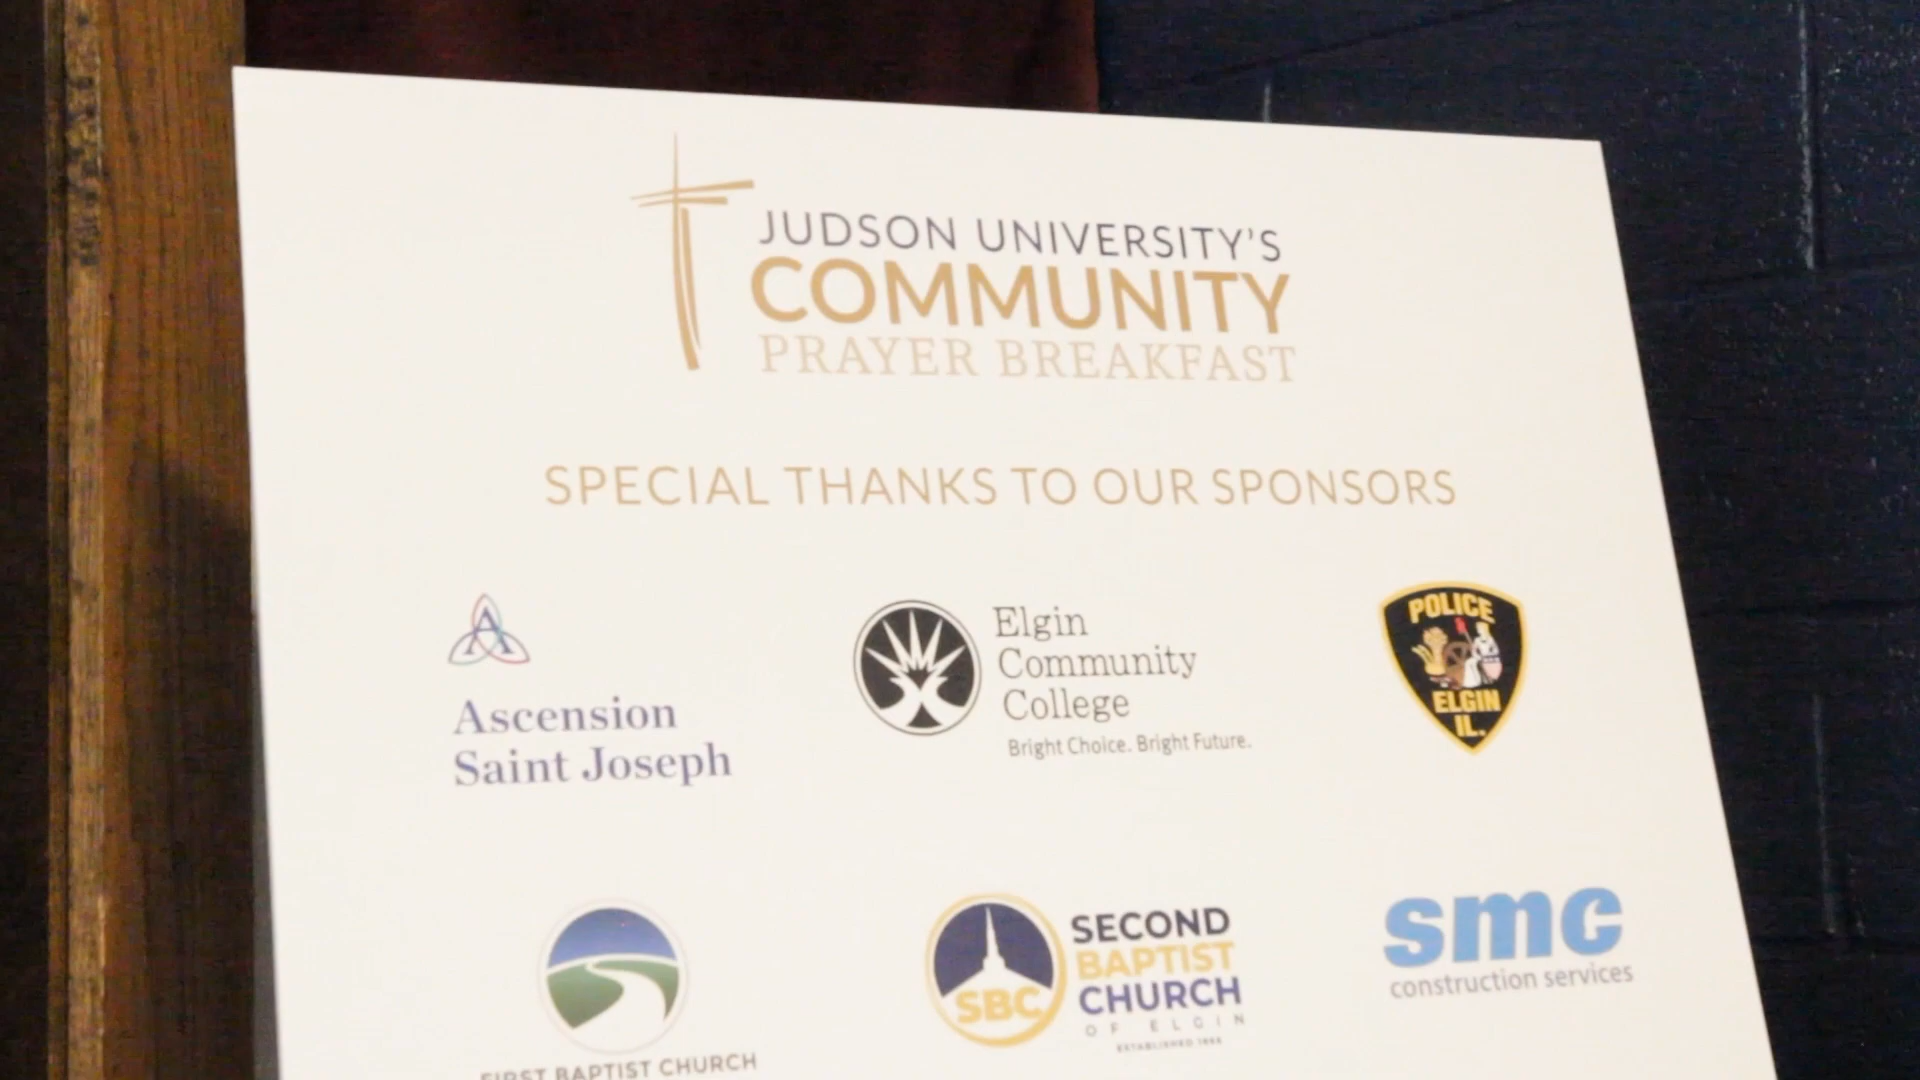 JUDSON UNIVERSITY'S
COMMUNITY
PRAYER BREAKFAST
SPECIAL THANKS TO OUR SPONSORS
A
Ascension
Saint Joseph
Elgin
Community
College
Bright Choice. Bright Future.
POLICE
ELGIN
IL.
FIRST BAPTIST CHURCH
SBC
SECOND
BAPTIST
CHURCH
OF ELGIN
ESTABLISHED
smc
construction services